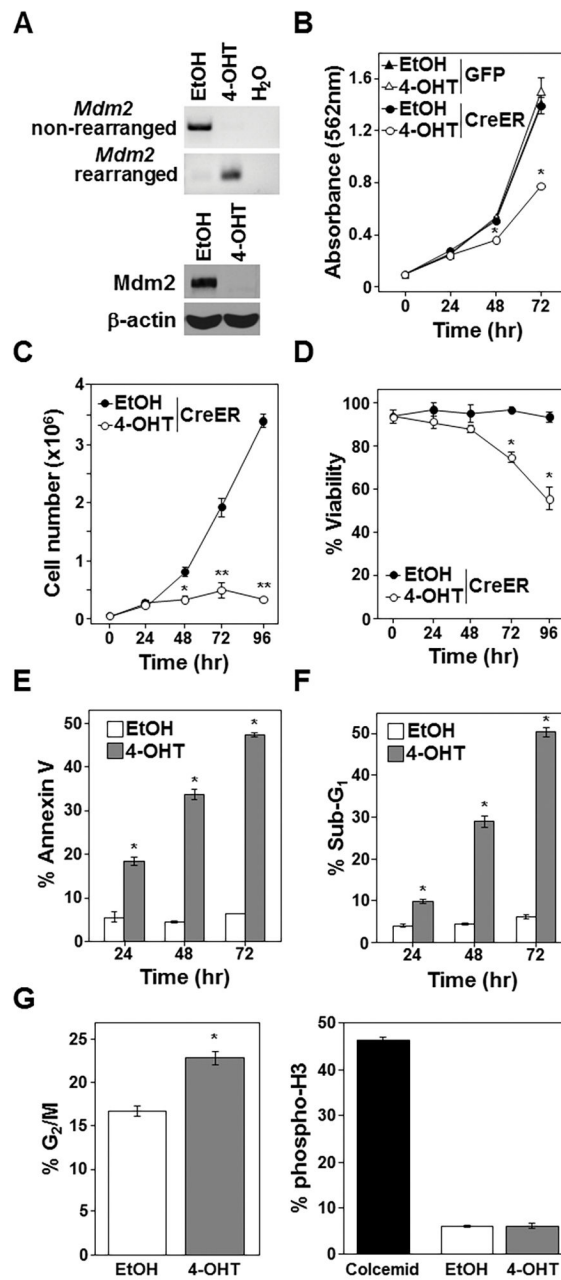 A
EtOH
4-OHT
H2O
Mdm2
non-rearranged
Mdm2
rearranged
EtOH
4-OHT
Mdm2
β-actin
B
EtOH
4-OHT
GFP
EtOH
4-OHT
CreER
Absorbance (562nm)
1.6
1.2
0.8
0.4
0
*
*
0 24 48 72
Time (hr)
C
EtOH
4-OHT
CreER
Cell number (x10⁶)
4
3
2
1
0
*
**
**
0 24 48 72 96
Time (hr)
D
% Viability
100
80
60
40
20
0
*
*
EtOH
4-OHT
CreER
0 24 48 72 96
Time (hr)
E
EtOH
4-OHT
% Annexin V
50
40
30
20
10
0
*
*
*
24 48 72
Time (hr)
F
EtOH
4-OHT
% Sub-G₁
50
40
30
20
10
0
*
*
*
24 48 72
Time (hr)
G
% G₂/M
25
20
15
10
5
0
*
EtOH 4-OHT
% phospho-H3
50
40
30
20
10
0
Colcemid EtOH 4-OHT